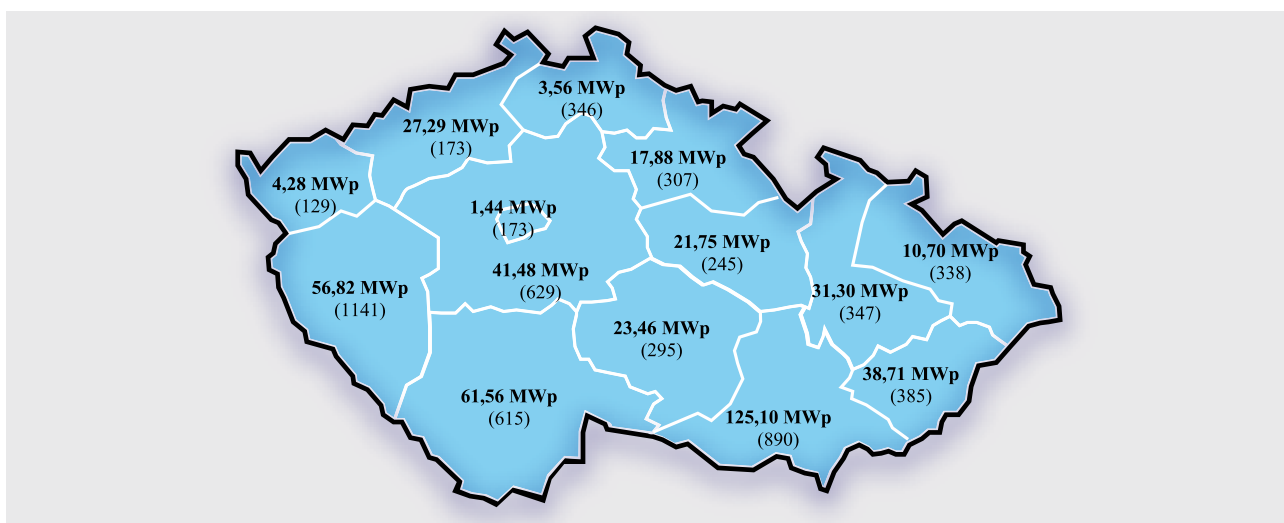 3,56 MWp
(346)
27,29 MWp
(173)
17,88 MWp
(307)
4,28 MWp
(129)
1,44 MWp
(173)
21,75 MWp
(245)
10,70 MWp
(338)
41,48 MWp
(629)
56,82 MWp
(1141)
31,30 MWp
(347)
23,46 MWp
(295)
38,71 MWp
(385)
61,56 MWp
(615)
125,10 MWp
(890)